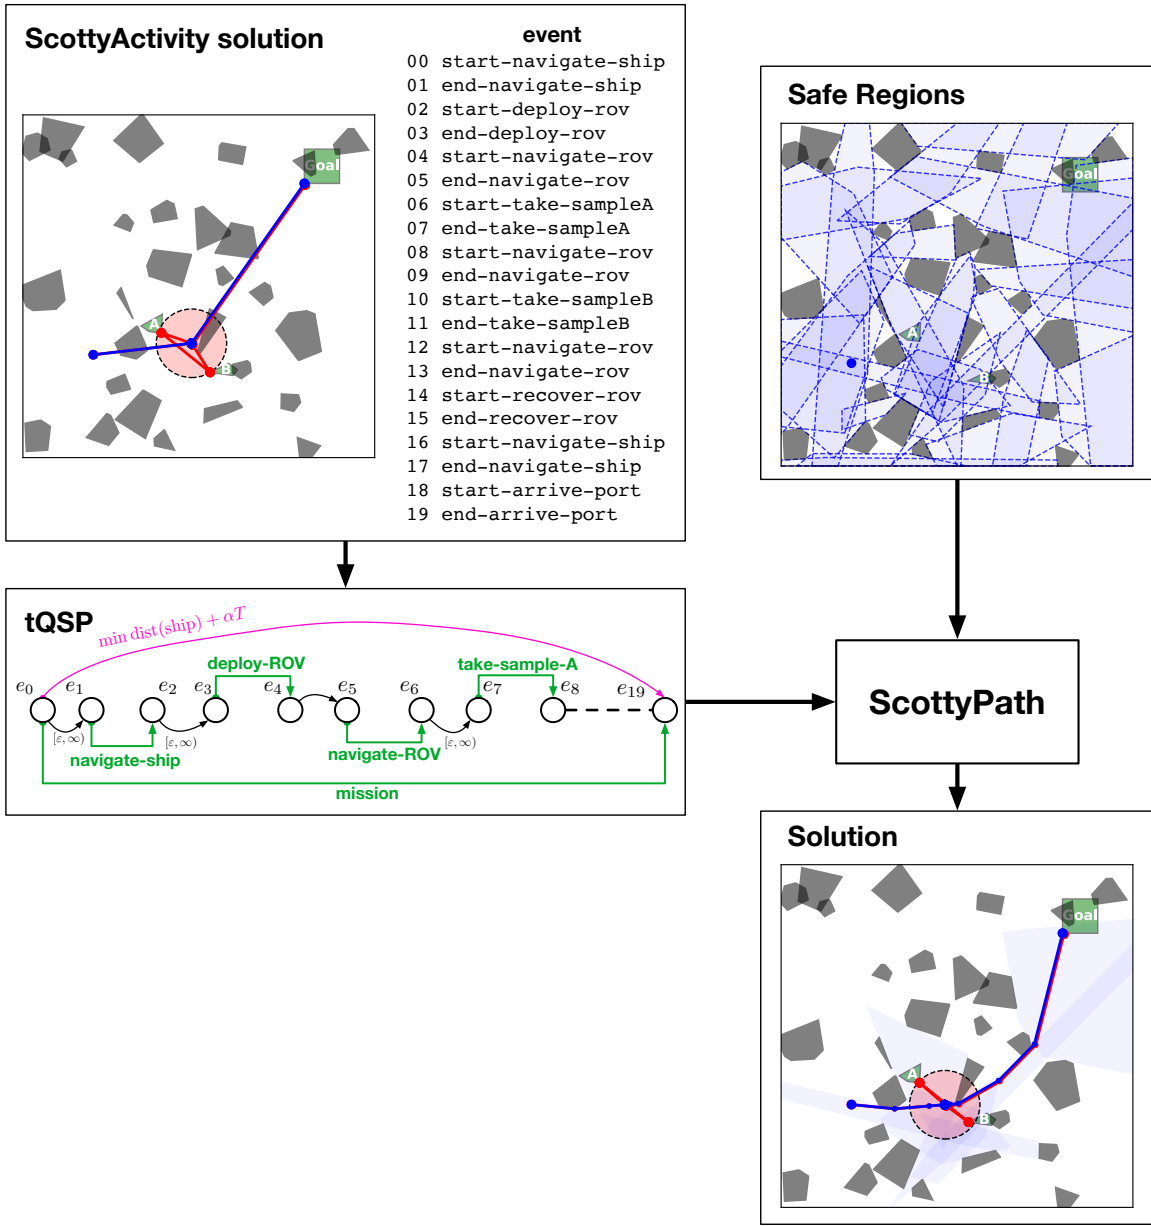 ScottyActivity solution
event
00 start-navigate-ship
01 end-navigate-ship
02 start-deploy-rov
03 end-deploy-rov
04 start-navigate-rov
05 end-navigate-rov
06 start-take-sampleA
07 end-take-sampleA
08 start-navigate-rov
09 end-navigate-rov
10 start-take-sampleB
11 end-take-sampleB
12 start-navigate-rov
13 end-navigate-rov
14 start-recover-rov
15 end-recover-rov
16 start-navigate-ship
17 end-navigate-ship
18 start-arrive-port
19 end-arrive-port
Goal
A
B
Safe Regions
Goal
A
B
tQSP
min dist(ship) + αT
deploy-ROV
take-sample-A
e₀ e₁ e₂ e₃ e₄ e₅ e₆ e₇ e₈ e₁₉
[ε, ∞) [ε, ∞) [ε, ∞)
navigate-ship
navigate-ROV
mission
ScottyPath
Solution
Goal
A
B